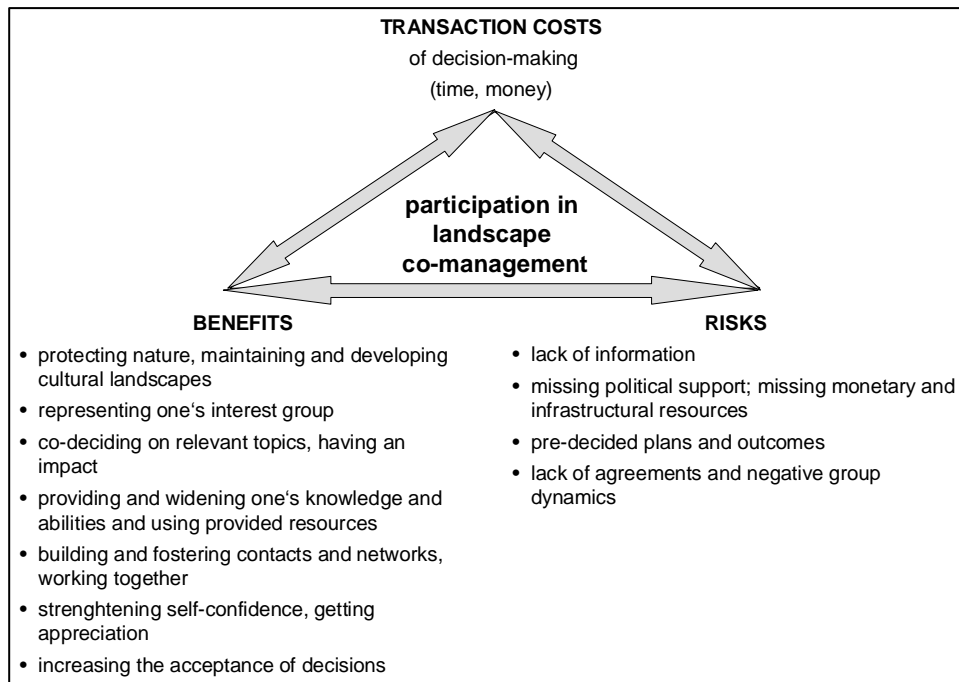 TRANSACTION COSTS
of decision-making
(time, money)
participation in
landscape
co-management
BENEFITS
• protecting nature, maintaining and developing
cultural landscapes
• representing one‘s interest group
• co-deciding on relevant topics, having an
impact
• providing and widening one‘s knowledge and
abilities and using provided resources
• building and fostering contacts and networks,
working together
• strenghtening self-confidence, getting
appreciation
• increasing the acceptance of decisions
RISKS
• lack of information
• missing political support; missing monetary and
infrastructural resources
• pre-decided plans and outcomes
• lack of agreements and negative group
dynamics